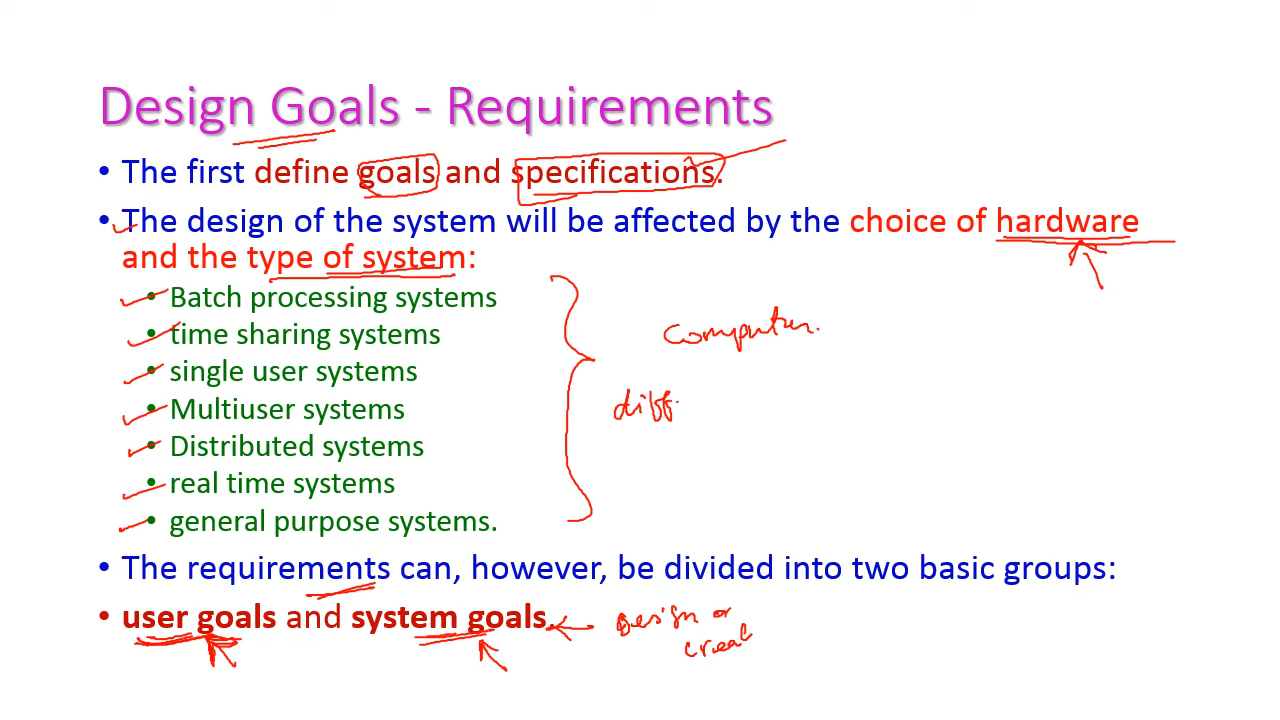 Design Goals - Requirements
• The first define goals and specifications.
• The design of the system will be affected by the choice of hardware
and the type of system:
• Batch processing systems
• time sharing systems
• single user systems
• Multiuser systems
• Distributed systems
• real time systems
• general purpose systems.
computer.
diff.
• The requirements can, however, be divided into two basic groups:
• user goals and system goals.
Design or
creat